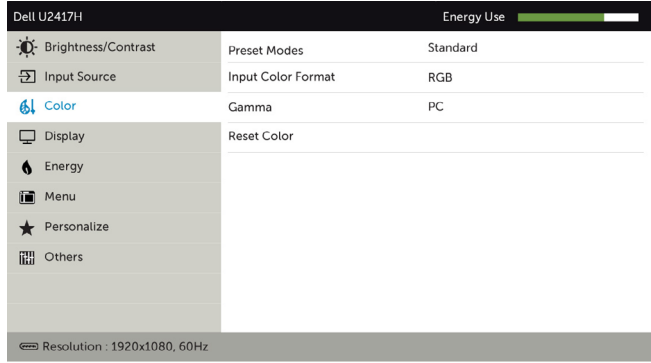 Dell U2417H Energy Use
Brightness/Contrast Preset Modes Standard
Input Source Input Color Format RGB
Color Gamma PC
Display Reset Color
Energy
Menu
Personalize
Others
Resolution : 1920x1080, 60Hz